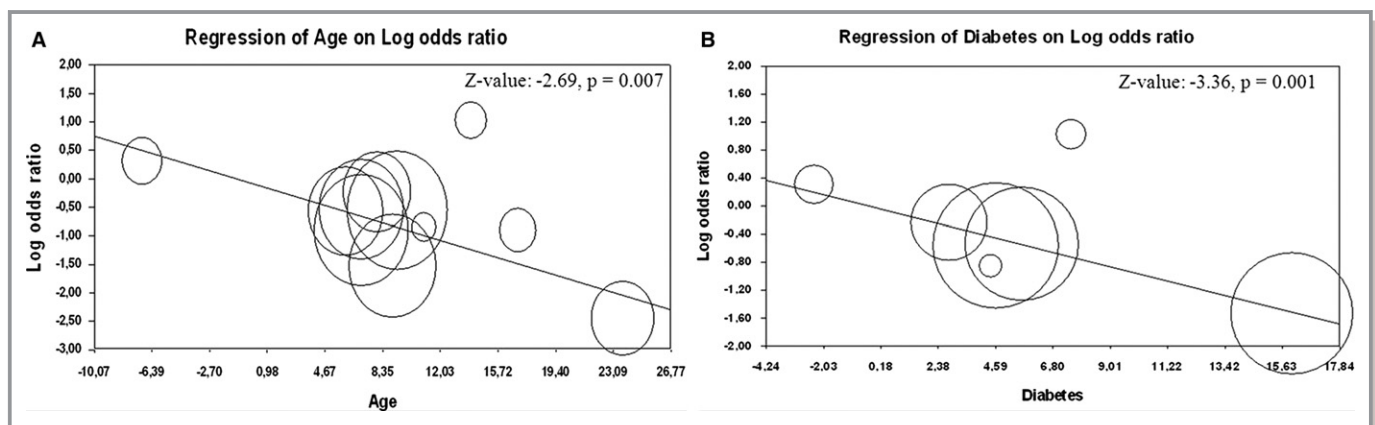 A
Regression of Age on Log odds ratio
Z-value: -2.69, p = 0.007
Log odds ratio
2,00
1,50
1,00
0,50
0,00
-0,50
-1,00
-1,50
-2,00
-2,50
-3,00
-10,07 -6,39 -2,70 0,98 4,67 8,35 12,03 15,72 19,40 23,09 26,77
Age
B
Regression of Diabetes on Log odds ratio
Z-value: -3.36, p = 0.001
Log odds ratio
2,00
1,60
1,20
0,80
0,40
0,00
-0,40
-0,80
-1,20
-1,60
-2,00
-4,24 -2,03 0,18 2,38 4,59 6,80 9,01 11,22 13,42 15,63 17,84
Diabetes